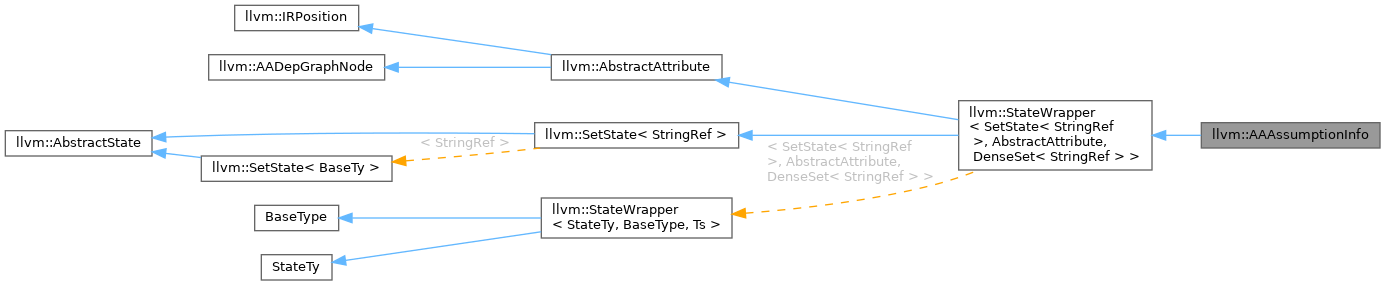 llvm::IRPosition
llvm::AADepGraphNode
llvm::AbstractAttribute
llvm::StateWrapper
< SetState< StringRef
>, AbstractAttribute,
DenseSet< StringRef > >
llvm::AAAssumptionInfo
llvm::AbstractState
llvm::SetState< StringRef >
< StringRef >
llvm::SetState< BaseTy >
< SetState< StringRef
>, AbstractAttribute,
DenseSet< StringRef > >
BaseType
llvm::StateWrapper
< StateTy, BaseType, Ts >
StateTy